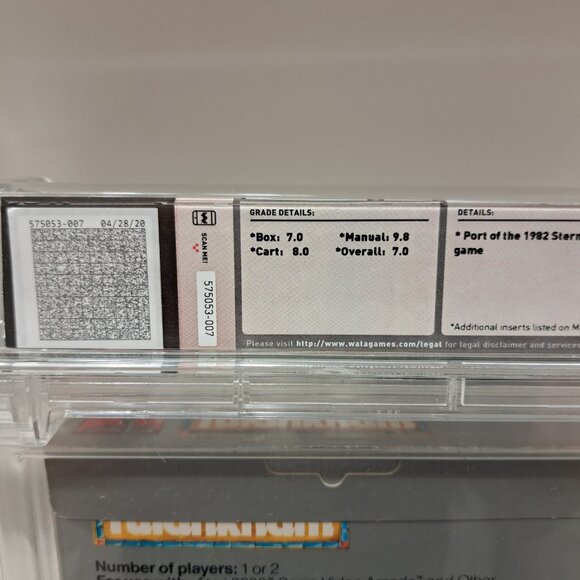 575053-007 04/28/20
SCAN ME!
575053-007
GRADE DETAILS:
*Box: 7.0 *Manual: 9.8
*Cart: 8.0 *Overall: 7.0
DETAILS:
* Port of the 1982 Stern
game
*Additional inserts listed on M
Please visit http://www.watagames.com/legal for legal disclaimer and services
Number of players: 1 or 2